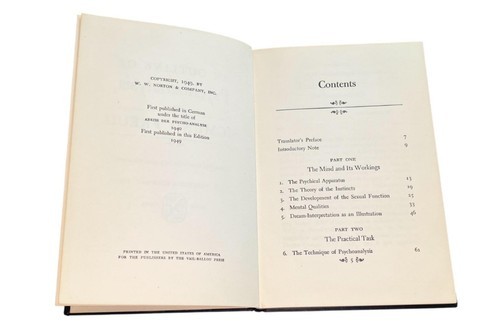 COPYRIGHT, 1949, BY
W. W. NORTON & COMPANY, INC.
First published in German
under the title of
ABRISS DER PSYCHO-ANALYSE
1940
First published in this Edition
1949
PRINTED IN THE UNITED STATES OF AMERICA
FOR THE PUBLISHERS BY THE VAIL-BALLOU PRESS
Contents
Translator's Preface 7
Introductory Note 9
PART ONE
The Mind and Its Workings
1. The Psychical Apparatus 13
2. The Theory of the Instincts 19
3. The Development of the Sexual Function 25
4. Mental Qualities 33
5. Dream-Interpretation as an Illustration 46
PART TWO
The Practical Task
6. The Technique of Psychoanalysis 61
5